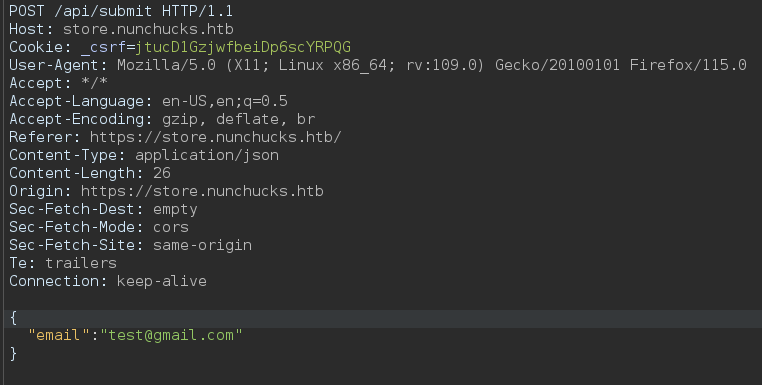 POST /api/submit HTTP/1.1
Host: store.nunchucks.htb
Cookie: _csrf=jtucD1GzjwfbeiDp6scYRPQG
User-Agent: Mozilla/5.0 (X11; Linux x86_64; rv:109.0) Gecko/20100101 Firefox/115.0
Accept: */*
Accept-Language: en-US,en;q=0.5
Accept-Encoding: gzip, deflate, br
Referer: https://store.nunchucks.htb/
Content-Type: application/json
Content-Length: 26
Origin: https://store.nunchucks.htb
Sec-Fetch-Dest: empty
Sec-Fetch-Mode: cors
Sec-Fetch-Site: same-origin
Te: trailers
Connection: keep-alive
{
"email":"test@gmail.com"
}